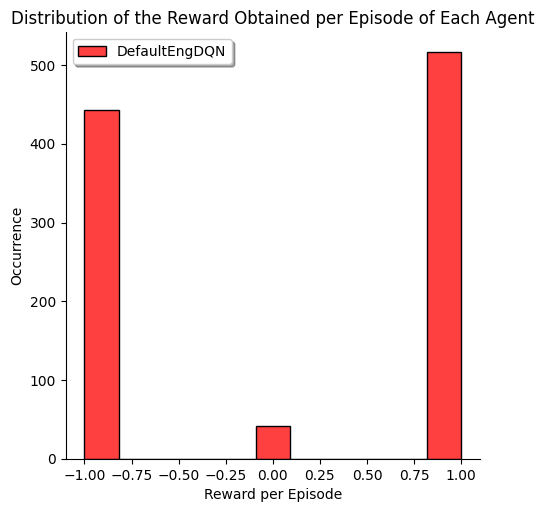 Distribution of the Reward Obtained per Episode of Each Agent
DefaultEngDQN
500
400
300
200
100
0
Occurrence
−1.00 −0.75 −0.50 −0.25 0.00 0.25 0.50 0.75 1.00
Reward per Episode